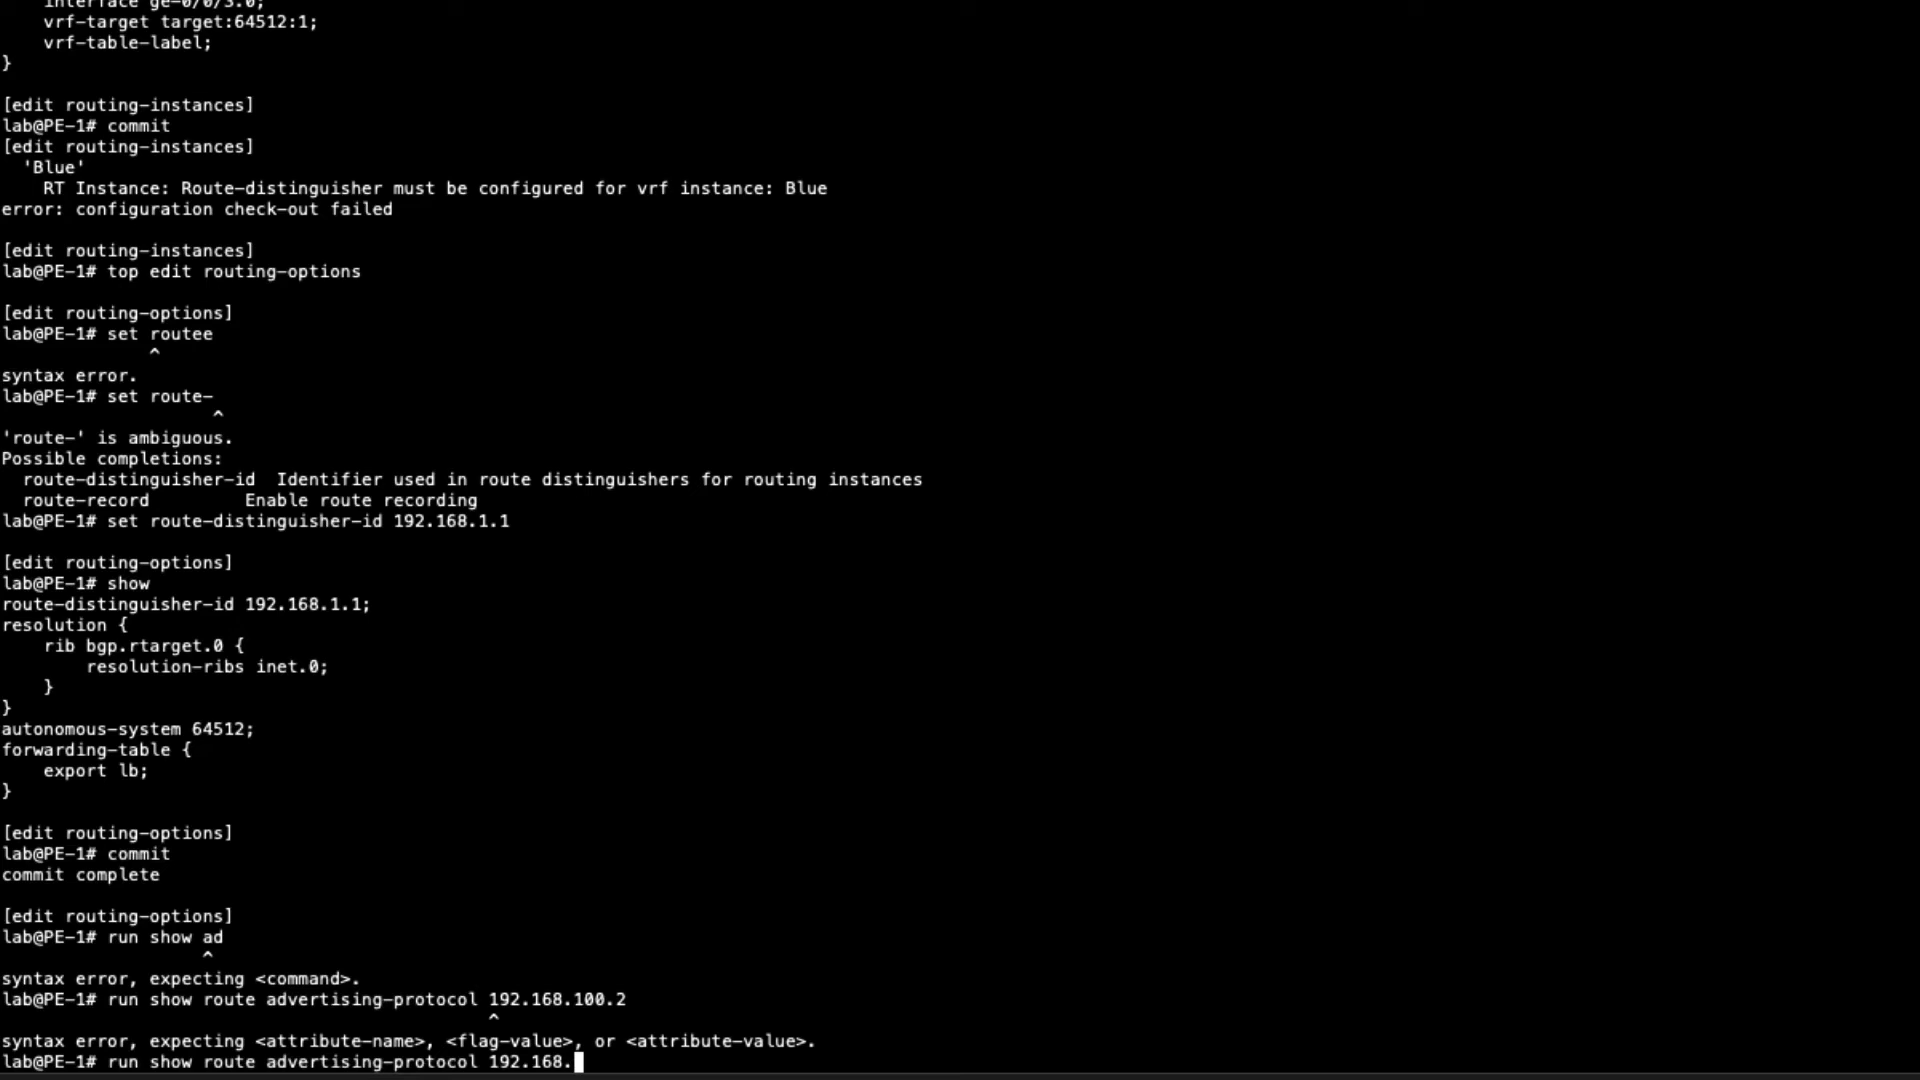 interface ge-0/0/3.0;
vrf-target target:64512:1;
vrf-table-label;
}
[edit routing-instances]
lab@PE-1# commit
[edit routing-instances]
'Blue'
RT Instance: Route-distinguisher must be configured for vrf instance: Blue
error: configuration check-out failed
[edit routing-instances]
lab@PE-1# top edit routing-options
[edit routing-options]
lab@PE-1# set routee
^
syntax error.
lab@PE-1# set route-
^
'route-' is ambiguous.
Possible completions:
route-distinguisher-id  Identifier used in route distinguishers for routing instances
route-record         Enable route recording
lab@PE-1# set route-distinguisher-id 192.168.1.1
[edit routing-options]
lab@PE-1# show
route-distinguisher-id 192.168.1.1;
resolution {
rib bgp.rtarget.0 {
resolution-ribs inet.0;
}
}
autonomous-system 64512;
forwarding-table {
export lb;
}
[edit routing-options]
lab@PE-1# commit
commit complete
[edit routing-options]
lab@PE-1# run show ad
^
syntax error, expecting <command>.
lab@PE-1# run show route advertising-protocol 192.168.100.2
^
syntax error, expecting <attribute-name>, <flag-value>, or <attribute-value>.
lab@PE-1# run show route advertising-protocol 192.168.